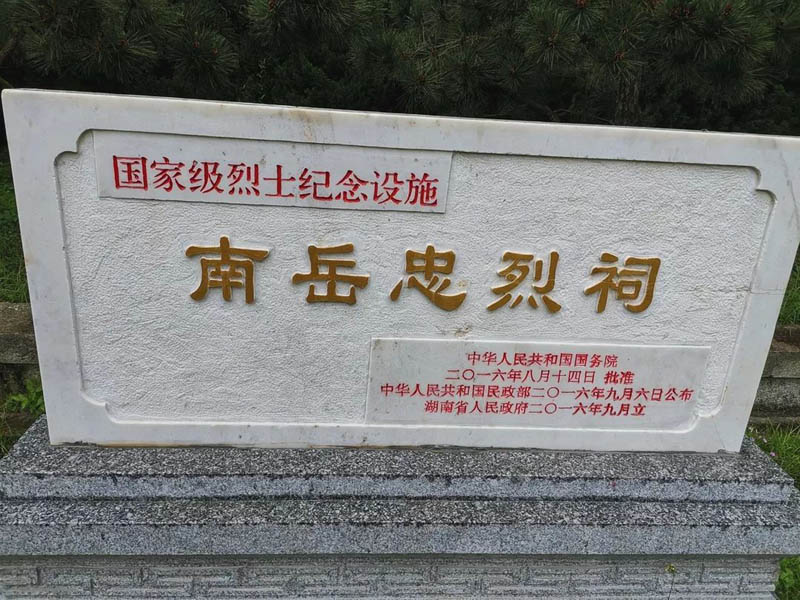 国家级烈士纪念设施
南岳忠烈祠
中华人民共和国国务院
二〇一六年八月十四日 批准
中华人民共和国民政部二〇一六年九月六日公布
湖南省人民政府二〇一六年九月立